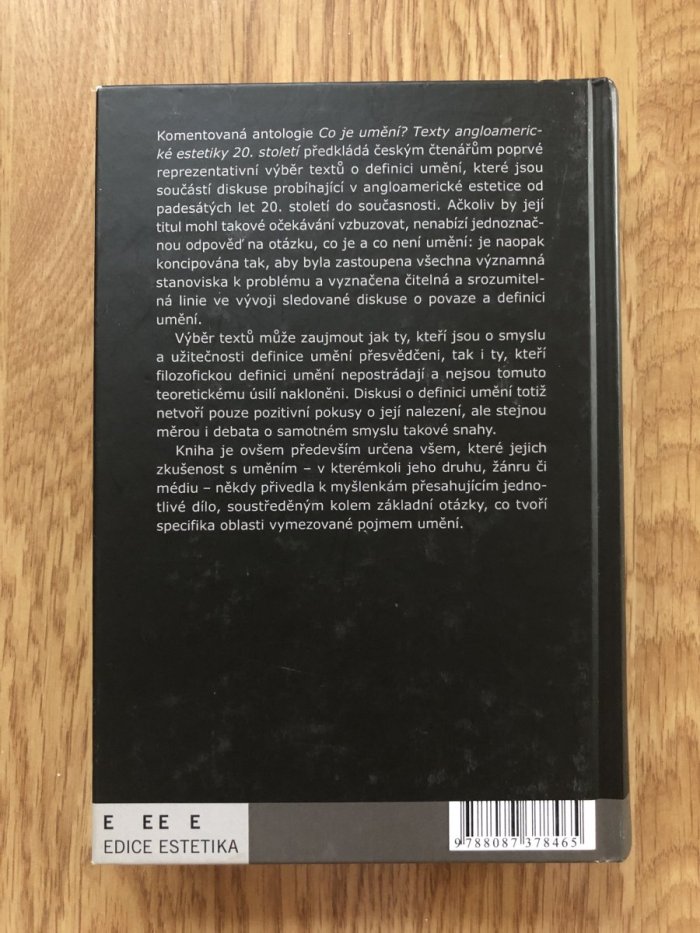 Komentovaná antologie Co je umění? Texty angloameric-
ké estetiky 20. století předkládá českým čtenářům poprvé
reprezentativní výběr textů o definici umění, které jsou
součástí diskuse probíhající v angloamerické estetice od
padesátých let 20. století do současnosti. Ačkoliv by její
titul mohl takové očekávání vzbuzovat, nenabízí jednoznač-
nou odpověď na otázku, co je a co není umění: je naopak
koncipována tak, aby byla zastoupena všechna významná
stanoviska k problému a vyznačena čitelná a srozumitel-
ná linie ve vývoji sledované diskuse o povaze a definici
umění.
Výběr textů může zaujmout jak ty, kteří jsou o smyslu
a užitečnosti definice umění přesvědčeni, tak i ty, kteří
filozofickou definici umění nepostrádají a nejsou tomuto
teoretickému úsilí nakloněni. Diskusi o definici umění totiž
netvoří pouze pozitivní pokusy o její nalezení, ale stejnou
měrou i debata o samotném smyslu takové snahy.
Kniha je ovšem především určena všem, které jejich
zkušenost s uměním – v kterémkoli jeho druhu, žánru či
médiu – někdy přivedla k myšlenkám přesahujícím jedno-
tlivé dílo, soustředěným kolem základní otázky, co tvoří
specifika oblasti vymezované pojmem umění.
E EE E
EDICE ESTETIKA
9 788087 378465